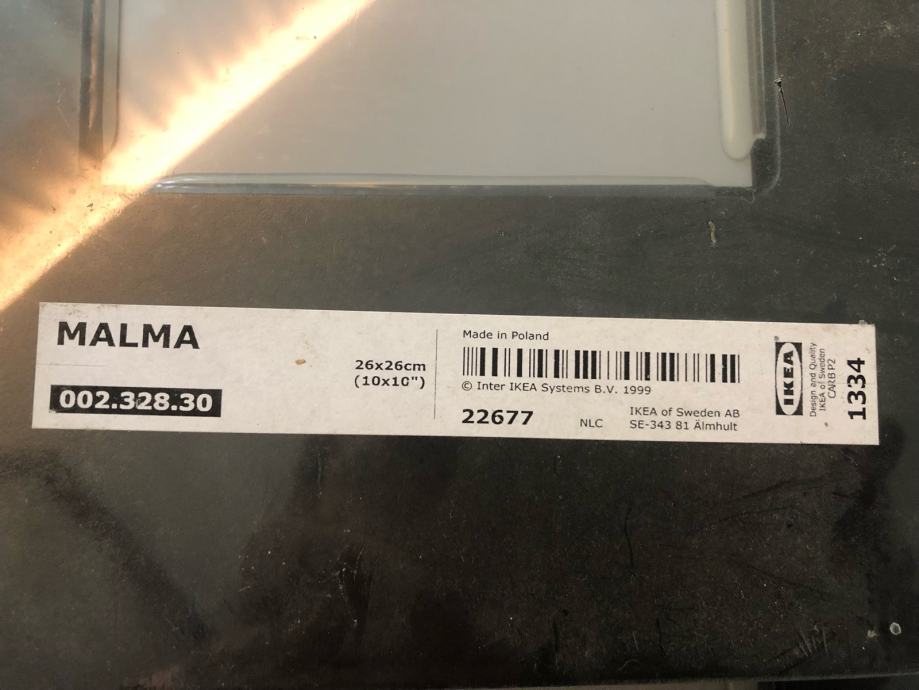 MALMA
26x26cm
(10x10")
002.328.30
Made in Poland
© Inter IKEA Systems B.V. 1999
22677
NLC
IKEA of Sweden AB
SE-343 81 Älmhult
IKEA
Design and Quality
IKEA of Sweden
CARB P2
1334